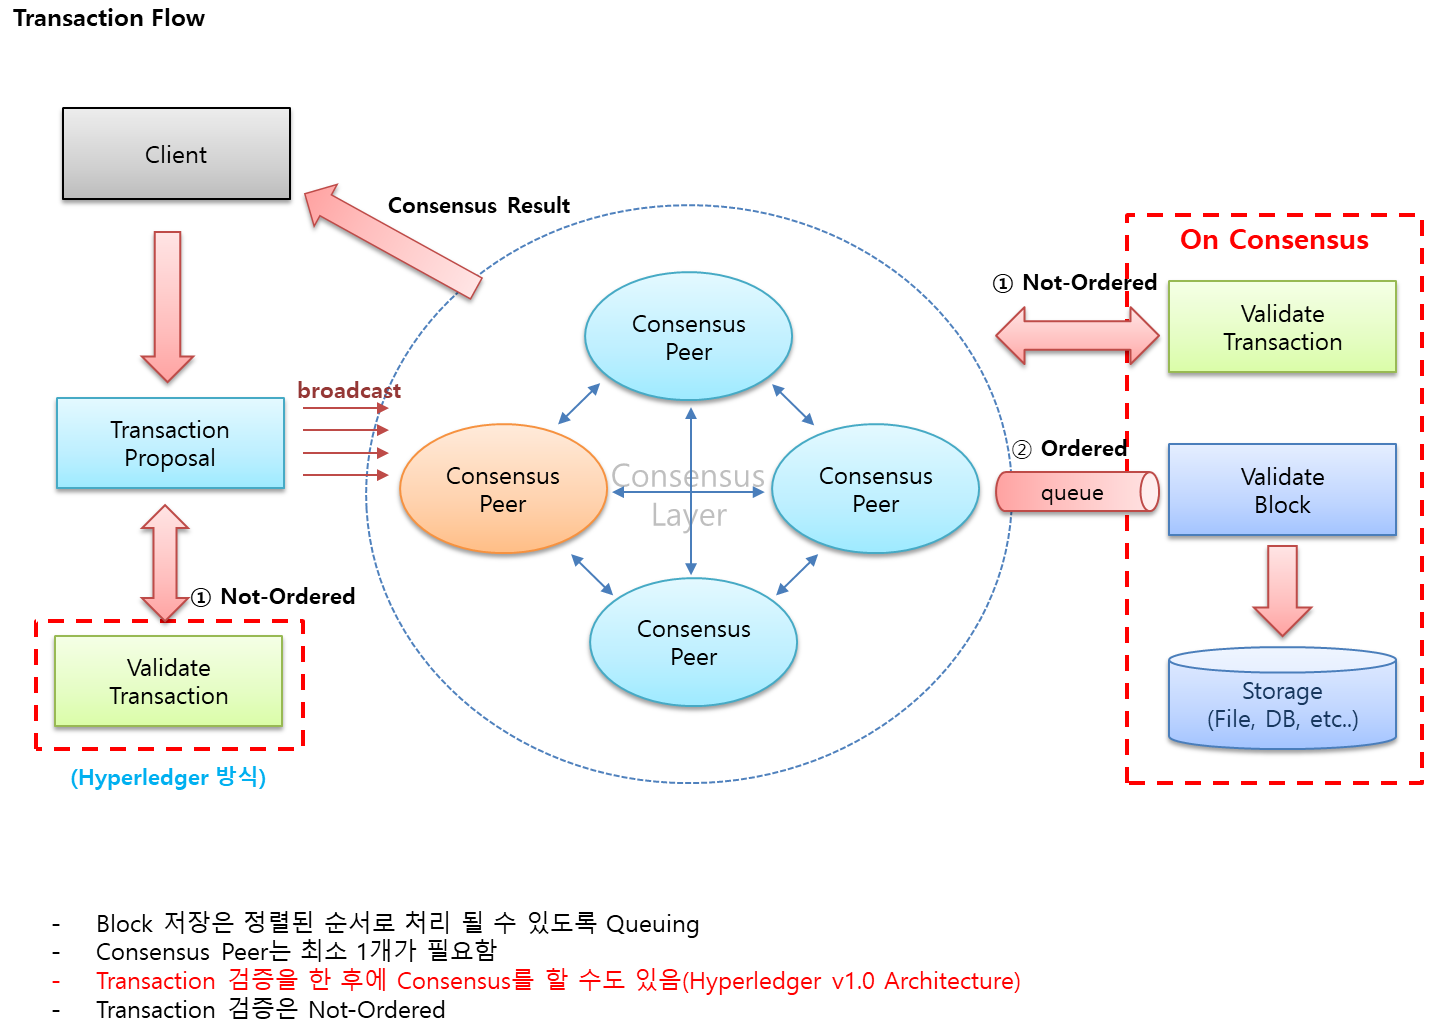 Transaction Flow
Client
Consensus Result
On Consensus
① Not-Ordered
Validate
Transaction
Consensus
Peer
broadcast
Transaction
Proposal
Consensus
Peer
Consensus
Layer
Consensus
Peer
② Ordered
queue
Validate
Block
① Not-Ordered
Validate
Transaction
Consensus
Peer
Storage
(File, DB, etc..)
(Hyperledger 방식)
- Block 저장은 정렬된 순서로 처리 될 수 있도록 Queuing
- Consensus Peer는 최소 1개가 필요함
- Transaction 검증을 한 후에 Consensus를 할 수도 있음(Hyperledger v1.0 Architecture)
- Transaction 검증은 Not-Ordered